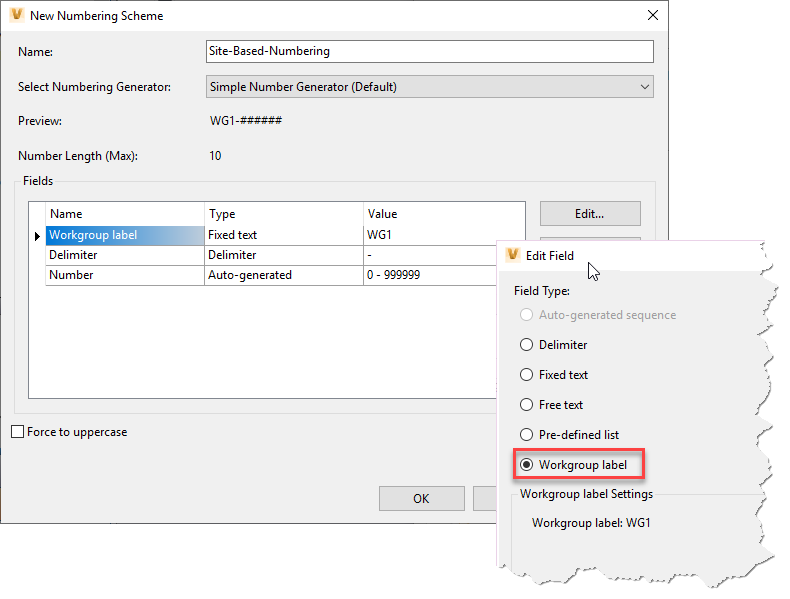 New Numbering Scheme
Name: Site-Based-Numbering
Select Numbering Generator: Simple Number Generator (Default)
Preview: WG1-######
Number Length (Max): 10
Fields
Name Type Value
Workgroup label Fixed text WG1
Delimiter Delimiter -
Number Auto-generated 0 - 999999
Edit...
Force to uppercase
OK
Edit Field
Field Type:
Auto-generated sequence
Delimiter
Fixed text
Free text
Pre-defined list
Workgroup label
Workgroup label Settings
Workgroup label: WG1